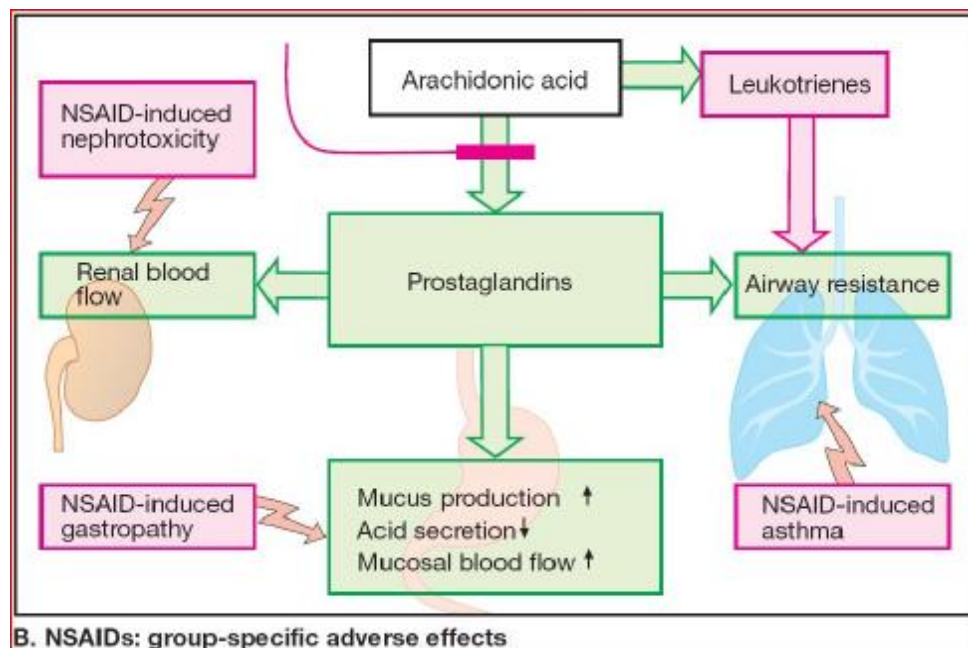 Arachidonic acid
Leukotrienes
NSAID-induced
nephrotoxicity
Renal blood
flow
Prostaglandins
Airway resistance
NSAID-induced
gastropathy
Mucus production ↑
Acid secretion ↓
Mucosal blood flow ↑
NSAID-induced
asthma
B. NSAIDs: group-specific adverse effects